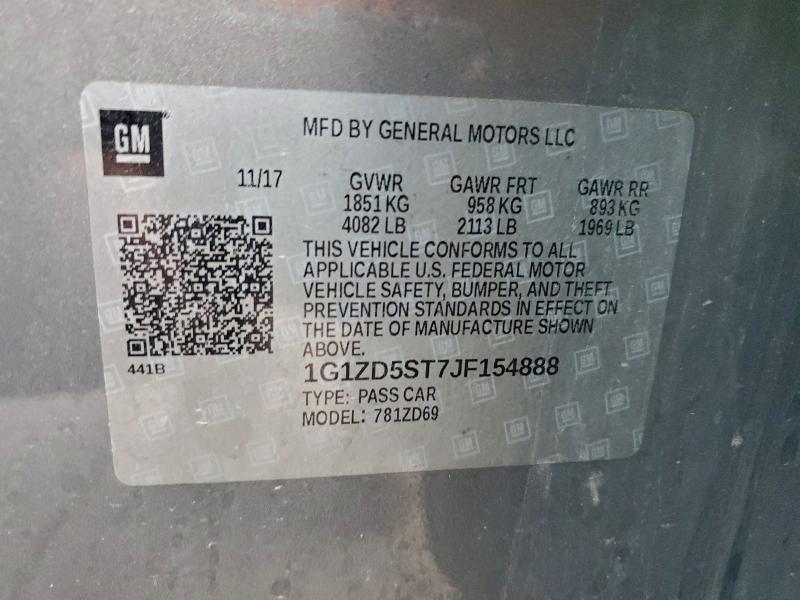 GM
MFD BY GENERAL MOTORS LLC
11/17 GVWR GAWR FRT GAWR RR
1851 KG 958 KG 893 KG
4082 LB 2113 LB 1969 LB
THIS VEHICLE CONFORMS TO ALL
APPLICABLE U.S. FEDERAL MOTOR
VEHICLE SAFETY, BUMPER, AND THEFT
PREVENTION STANDARDS IN EFFECT ON
THE DATE OF MANUFACTURE SHOWN
ABOVE.
441B
1G1ZD5ST7JF154888
TYPE: PASS CAR
MODEL: 781ZD69